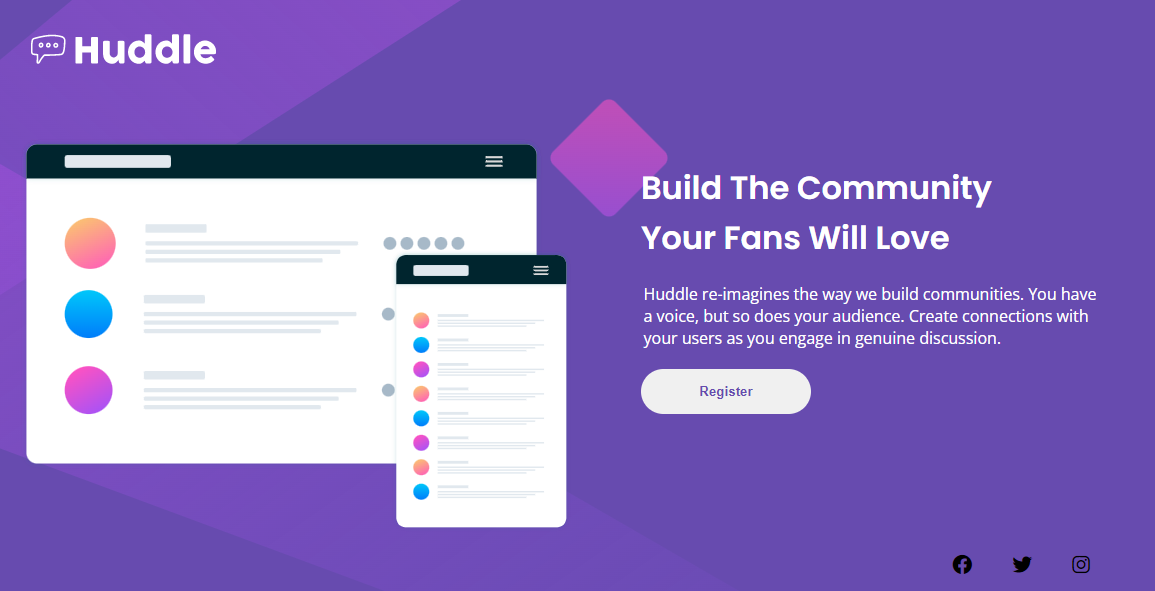 Huddle
Build The Community
Your Fans Will Love
Huddle re-imagines the way we build communities. You have
a voice, but so does your audience. Create connections with
your users as you engage in genuine discussion.
Register